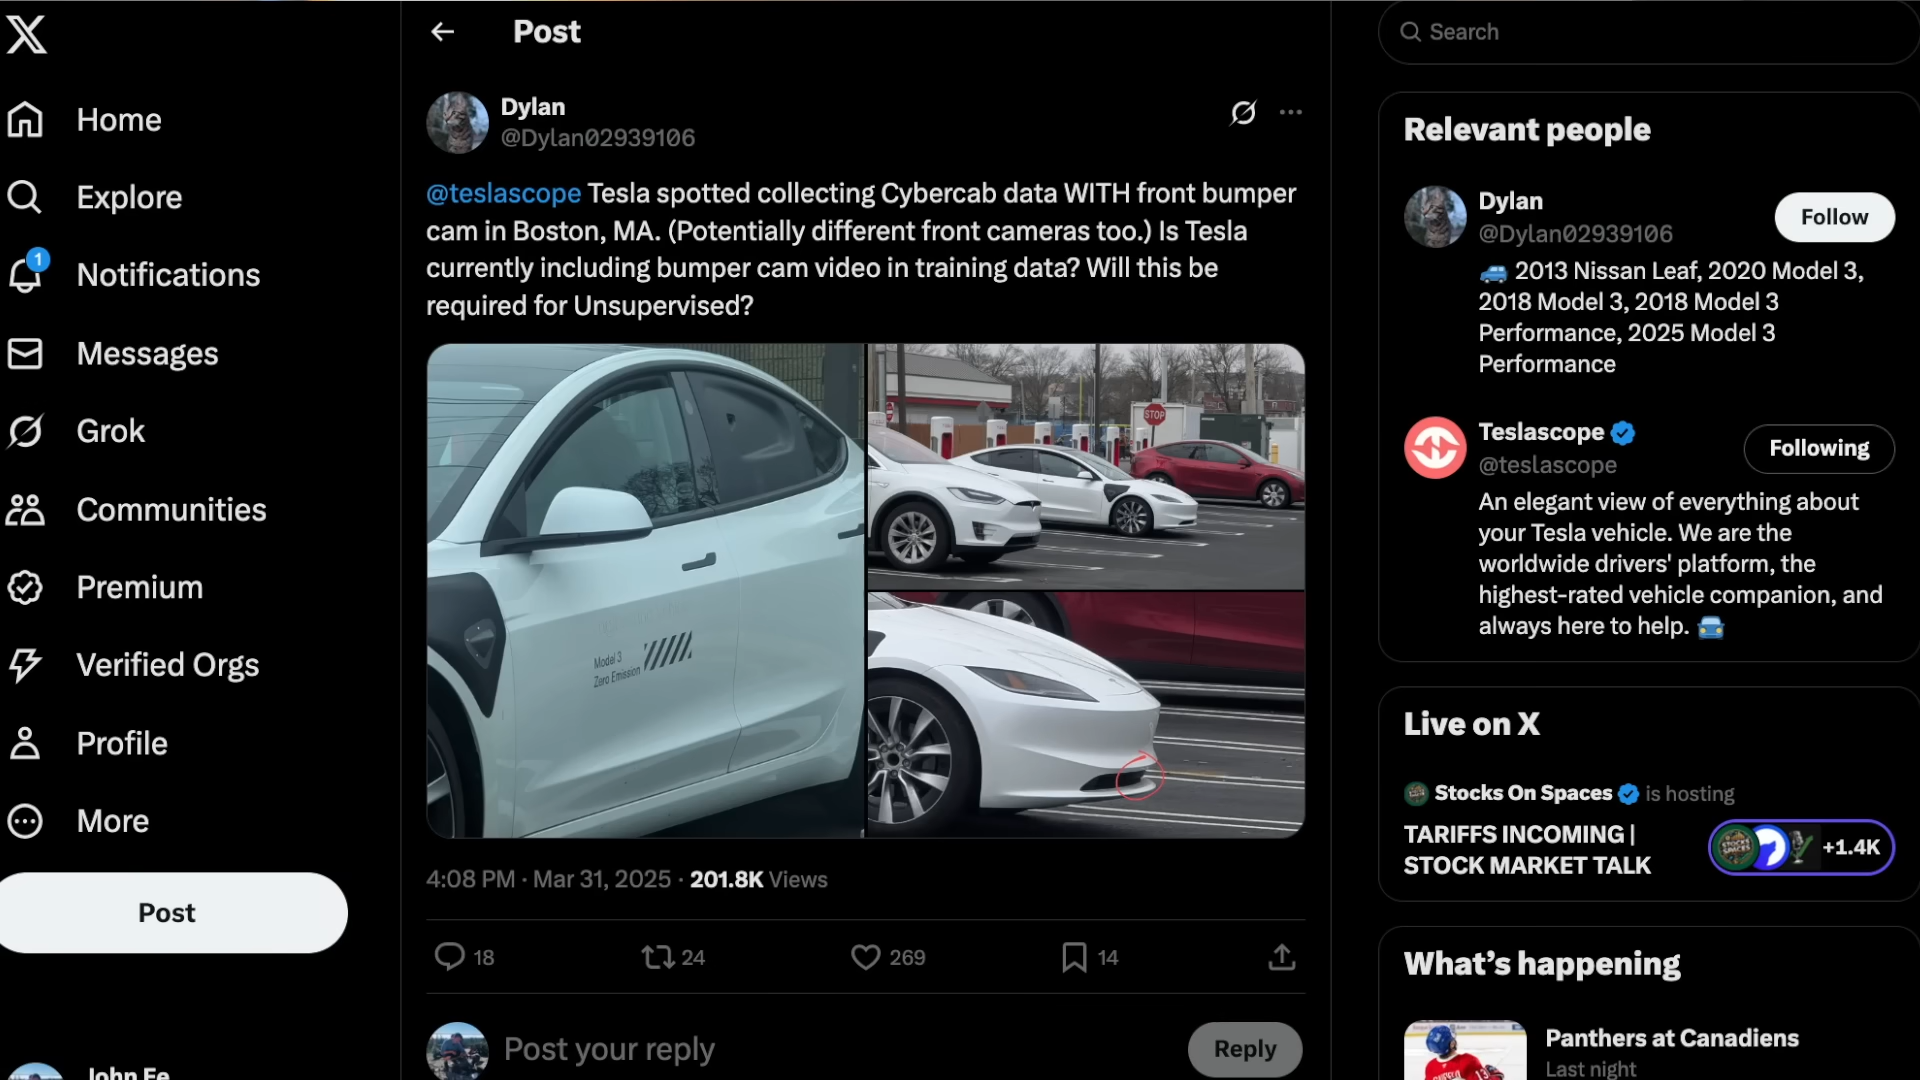 Home
Explore
1
Notifications
Messages
Grok
Communities
Premium
Verified Orgs
Profile
More
Post
Post
Dylan
@Dylan02939106
@teslascope Tesla spotted collecting Cybercab data WITH front bumper
cam in Boston, MA. (Potentially different front cameras too.) Is Tesla
currently including bumper cam video in training data? Will this be
required for Unsupervised?
Model 3
Zero Emission
STOP
4:08 PM · Mar 31, 2025 · 201.8K Views
18
24
269
14
Post your reply
Reply
Search
Relevant people
Dylan
@Dylan02939106
Follow
2013 Nissan Leaf, 2020 Model 3,
2018 Model 3, 2018 Model 3
Performance, 2025 Model 3
Performance
Teslascope
@teslascope
Following
An elegant view of everything about
your Tesla vehicle. We are the
worldwide drivers' platform, the
highest-rated vehicle companion, and
always here to help.
Live on X
Stocks On Spaces is hosting
TARIFFS INCOMING |
STOCK MARKET TALK
+1.4K
What's happening
Panthers at Canadiens
Last night